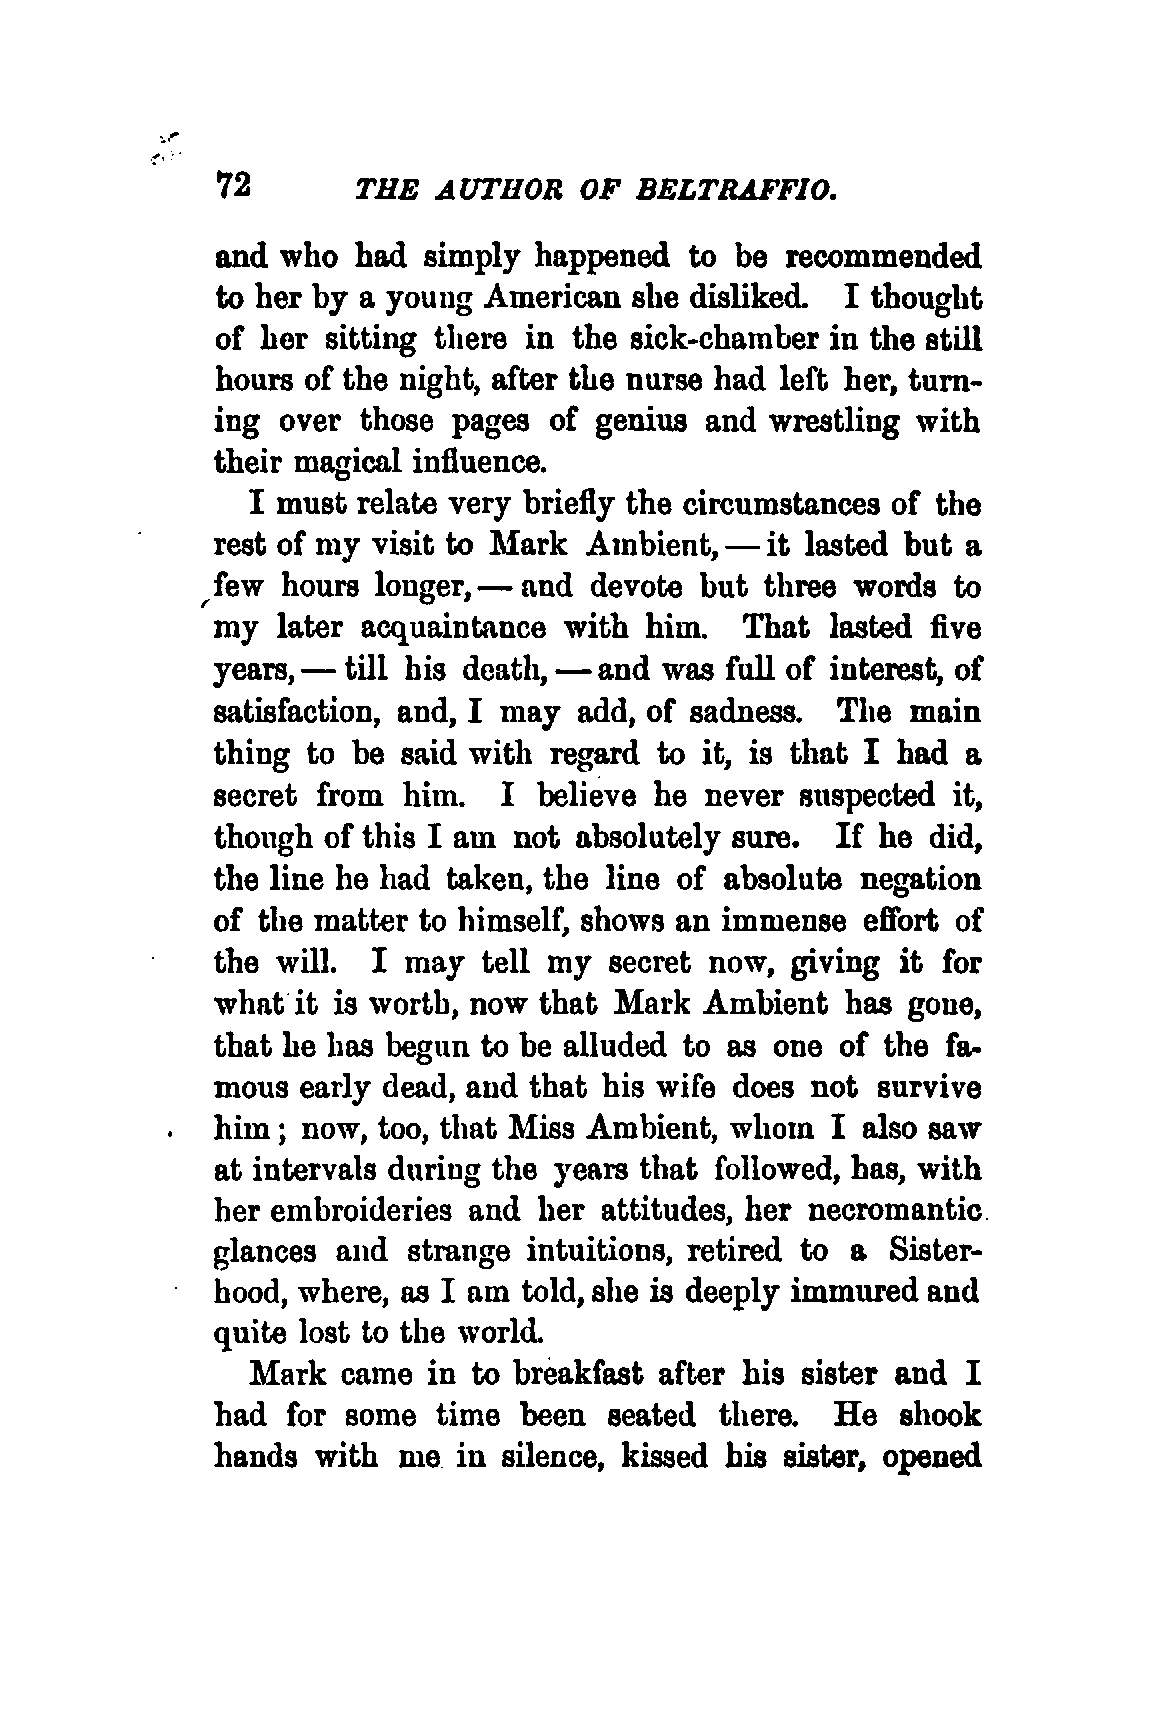 72 THE AUTHOR OF BELTRAFFIO.
and who had simply happened to be recommended
to her by a young American she disliked. I thought
of her sitting there in the sick-chamber in the still
hours of the night, after the nurse had left her, turn-
ing over those pages of genius and wrestling with
their magical influence.
I must relate very briefly the circumstances of the
rest of my visit to Mark Ambient, — it lasted but a
few hours longer, — and devote but three words to
my later acquaintance with him. That lasted five
years, — till his death, — and was full of interest, of
satisfaction, and, I may add, of sadness. The main
thing to be said with regard to it, is that I had a
secret from him. I believe he never suspected it,
though of this I am not absolutely sure. If he did,
the line he had taken, the line of absolute negation
of the matter to himself, shows an immense effort of
the will. I may tell my secret now, giving it for
what it is worth, now that Mark Ambient has gone,
that he has begun to be alluded to as one of the fa-
mous early dead, and that his wife does not survive
him; now, too, that Miss Ambient, whom I also saw
at intervals during the years that followed, has, with
her embroideries and her attitudes, her necromantic
glances and strange intuitions, retired to a Sister-
hood, where, as I am told, she is deeply immured and
quite lost to the world.
Mark came in to breakfast after his sister and I
had for some time been seated there. He shook
hands with me in silence, kissed his sister, opened